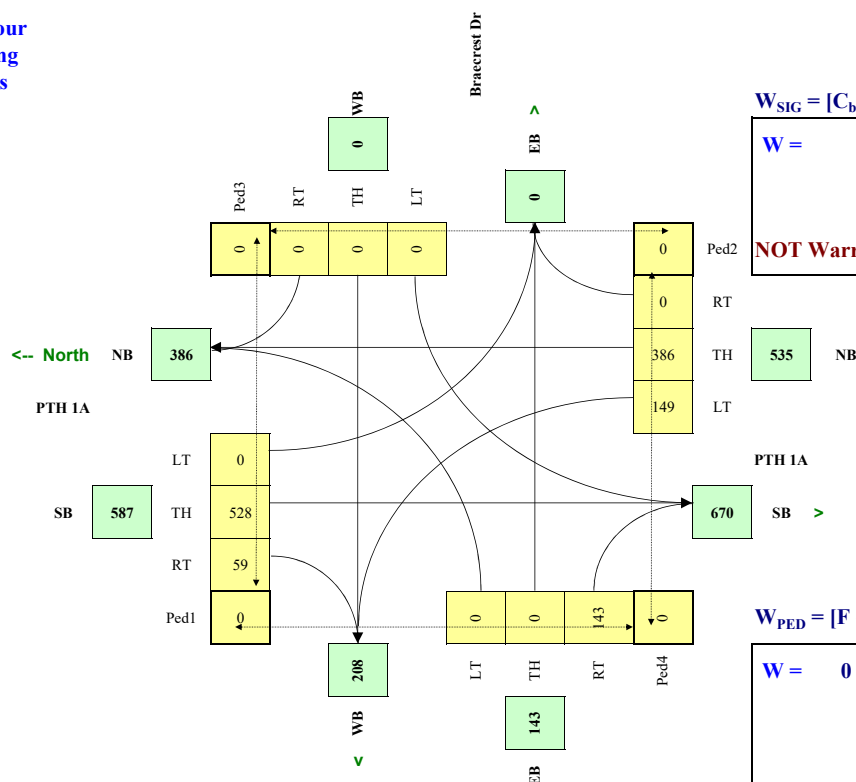 our
ng
s
Braecrest Dr
WB
0
EB
^
0
Ped3
RT
TH
LT
0
0
0
0
0
Ped2
0
RT
386
TH
149
LT
535
NB
<-- North
NB
386
PTH 1A
PTH 1A
LT
0
SB
587
TH
528
RT
59
Ped1
0
670
SB
>
0
0
143
0
LT
TH
RT
Ped4
208
WB
v
143
EB
W_SIG = [C_b
W =
NOT Warr
W_PED = [F
W = 0